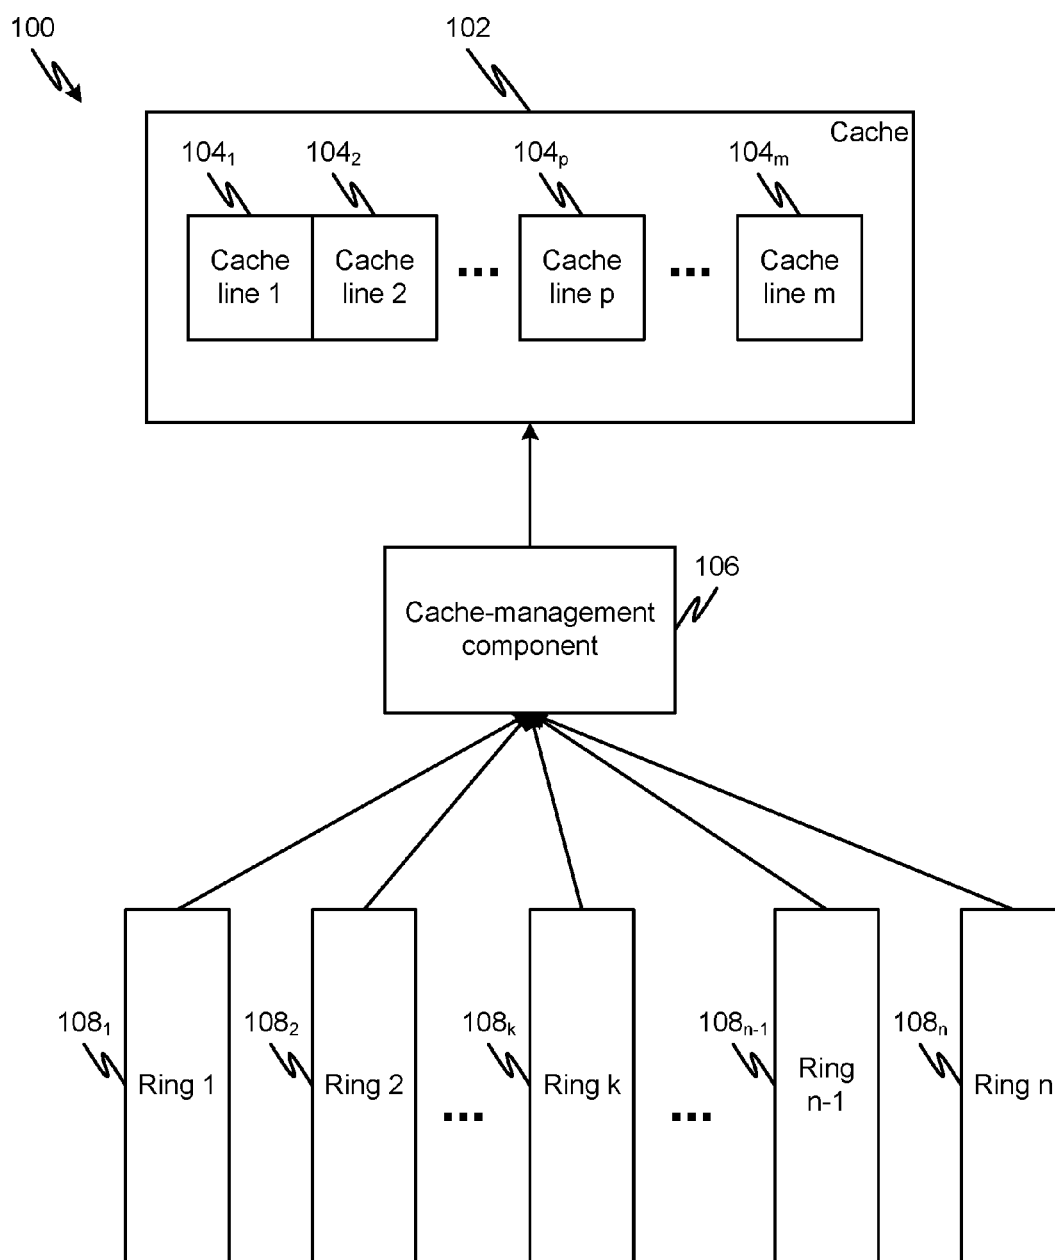 100
102
Cache
104₁
104₂
104ₚ
104ₘ
Cache
line 1
Cache
line 2
...
Cache
line p
...
Cache
line m
106
Cache-management
component
108₁
108₂
108ₖ
108ₙ₋₁
108ₙ
Ring 1
Ring 2
...
Ring k
...
Ring
n-1
Ring n